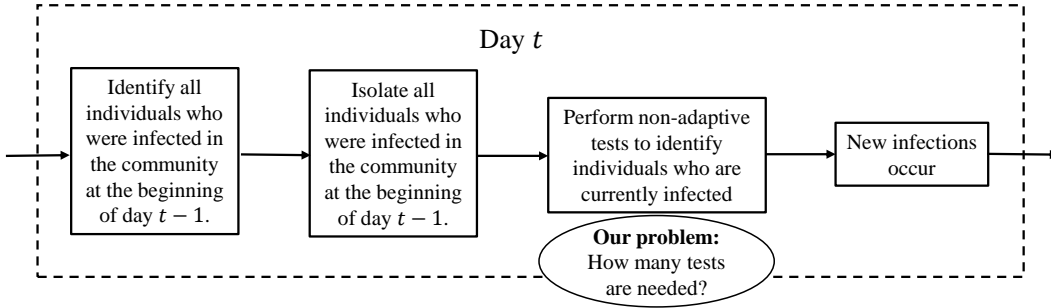 Day t
Identify all
individuals who
were infected in
the community
at the beginning
of day t − 1.
Isolate all
individuals who
were infected in
the community
at the beginning
of day t − 1.
Perform non-adaptive
tests to identify
individuals who are
currently infected
New infections
occur
Our problem:
How many tests
are needed?